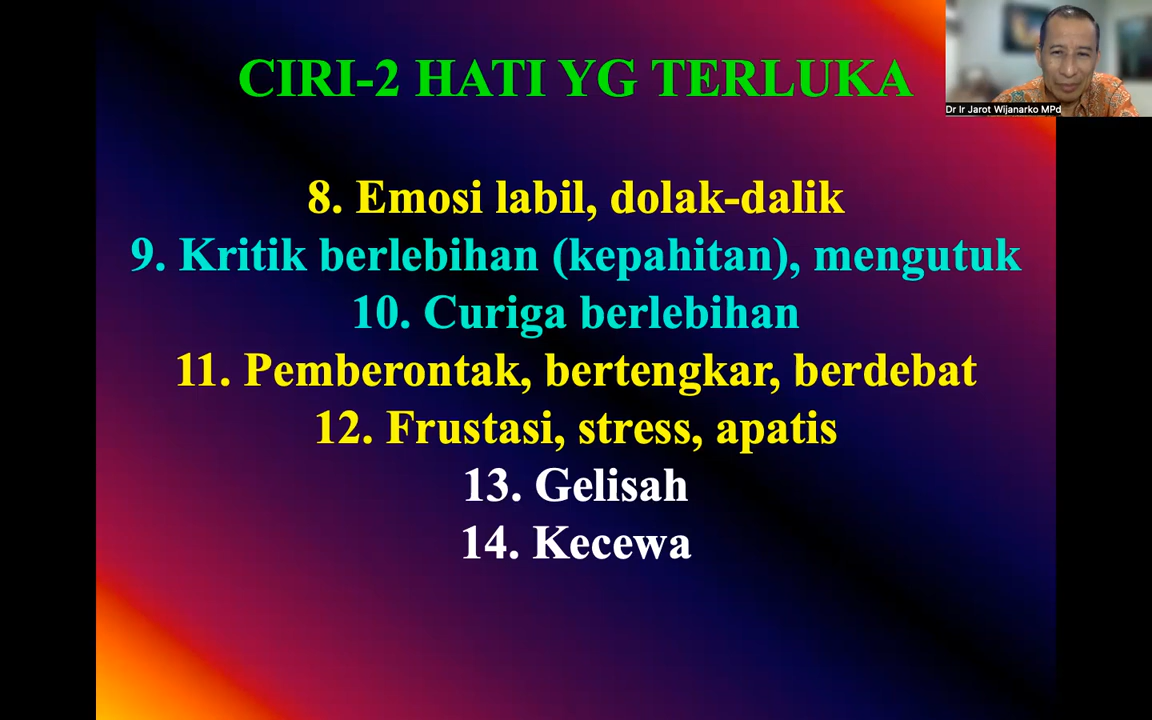 CIRI-2 HATI YG TERLUKA
Dr Ir Jarot Wijanarko MPd
8. Emosi labil, dolak-dalik
9. Kritik berlebihan (kepahitan), mengutuk
10. Curiga berlebihan
11. Pemberontak, bertengkar, berdebat
12. Frustasi, stress, apatis
13. Gelisah
14. Kecewa